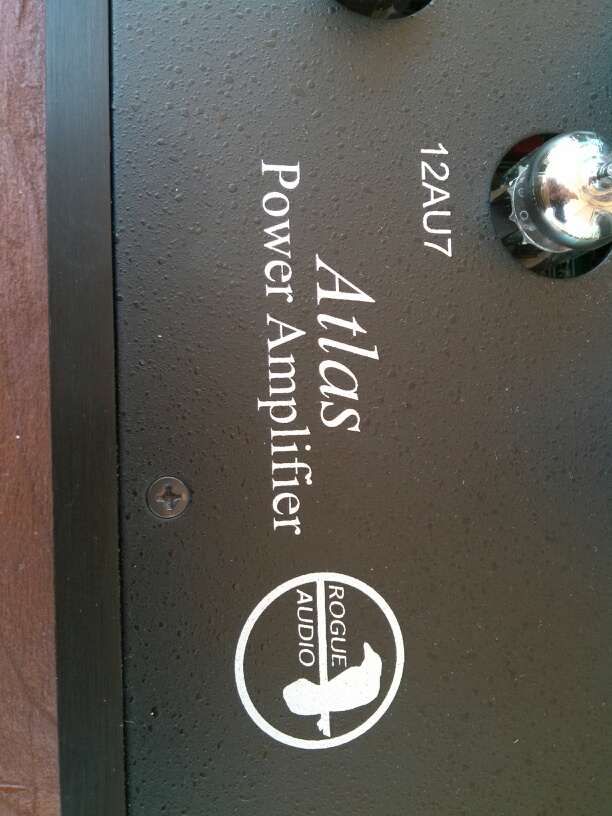 12AU7
Atlas
Power Amplifier
ROGUE
AUDIO